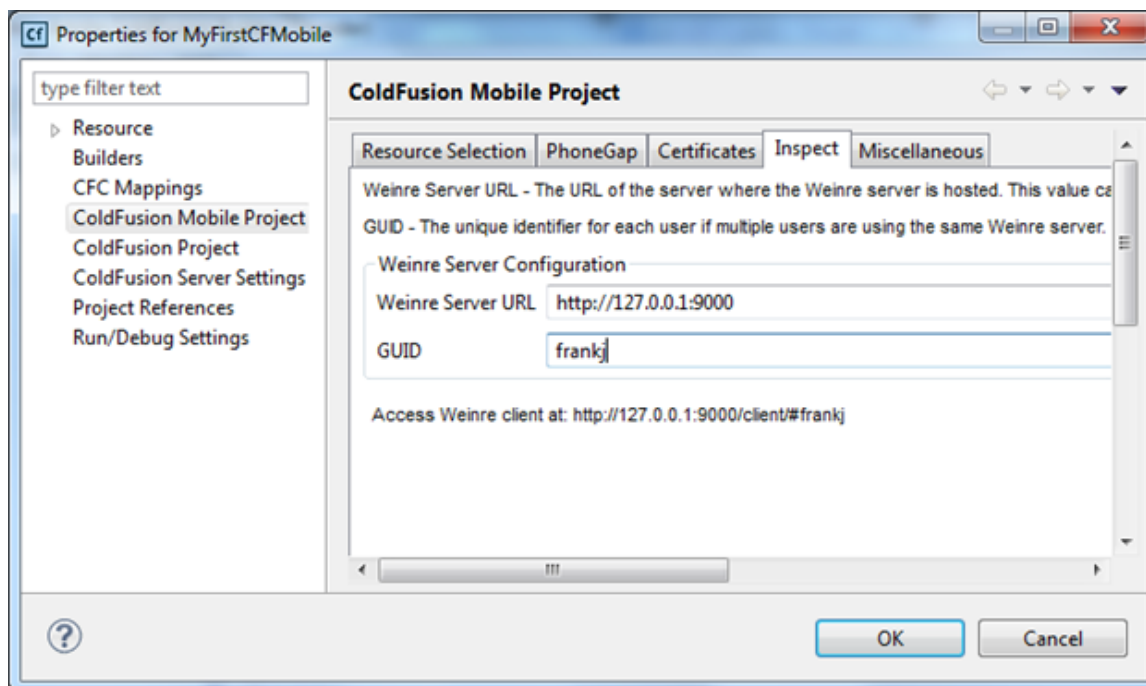 Cf Properties for MyFirstCFMobile
type filter text
Resource
Builders
CFC Mappings
ColdFusion Mobile Project
ColdFusion Project
ColdFusion Server Settings
Project References
Run/Debug Settings
ColdFusion Mobile Project
Resource Selection PhoneGap Certificates Inspect Miscellaneous
Weinre Server URL - The URL of the server where the Weinre server is hosted. This value ca
GUID - The unique identifier for each user if multiple users are using the same Weinre server.
Weinre Server Configuration
Weinre Server URL http://127.0.0.1:9000
GUID frankj
Access Weinre client at: http://127.0.0.1:9000/client/#frankj
? OK Cancel